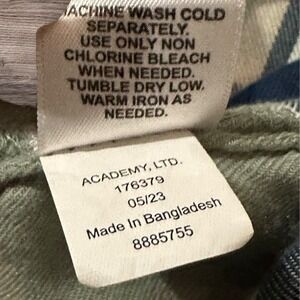 MACHINE WASH COLD
SEPARATELY.
USE ONLY NON
CHLORINE BLEACH
WHEN NEEDED.
TUMBLE DRY LOW.
WARM IRON AS
NEEDED.
ACADEMY, LTD.
176379
05/23
Made in Bangladesh
8885755